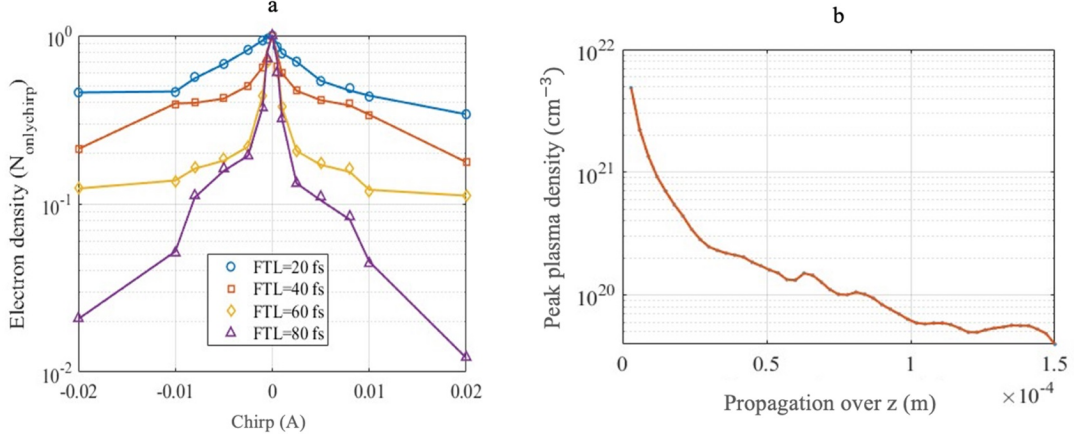 a
Electron density (N_onlychirp)
10^0
10^-1
10^-2
FTL=20 fs
FTL=40 fs
FTL=60 fs
FTL=80 fs
-0.02 -0.01 0 0.01 0.02
Chirp (A)
b
Peak plasma density (cm^-3)
10^22
10^21
10^20
0 0.5 1 1.5
×10^-4
Propagation over z (m)